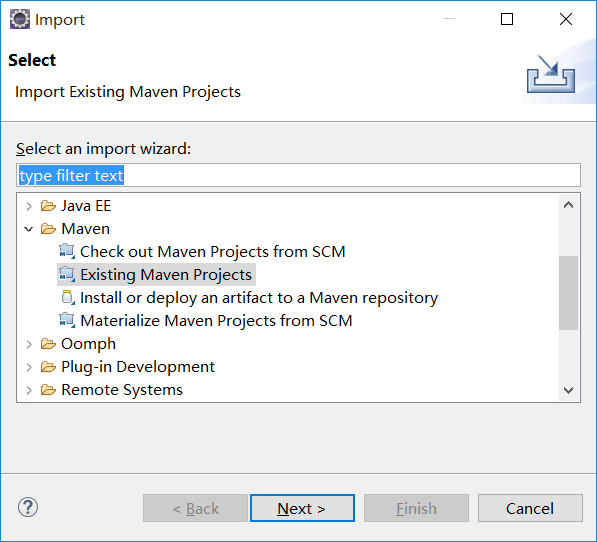 Import
Select
Import Existing Maven Projects
Select an import wizard:
type filter text
Java EE
Maven
Check out Maven Projects from SCM
Existing Maven Projects
Install or deploy an artifact to a Maven repository
Materialize Maven Projects from SCM
Oomph
Plug-in Development
Remote Systems
?
< Back
Next >
Finish
Cancel